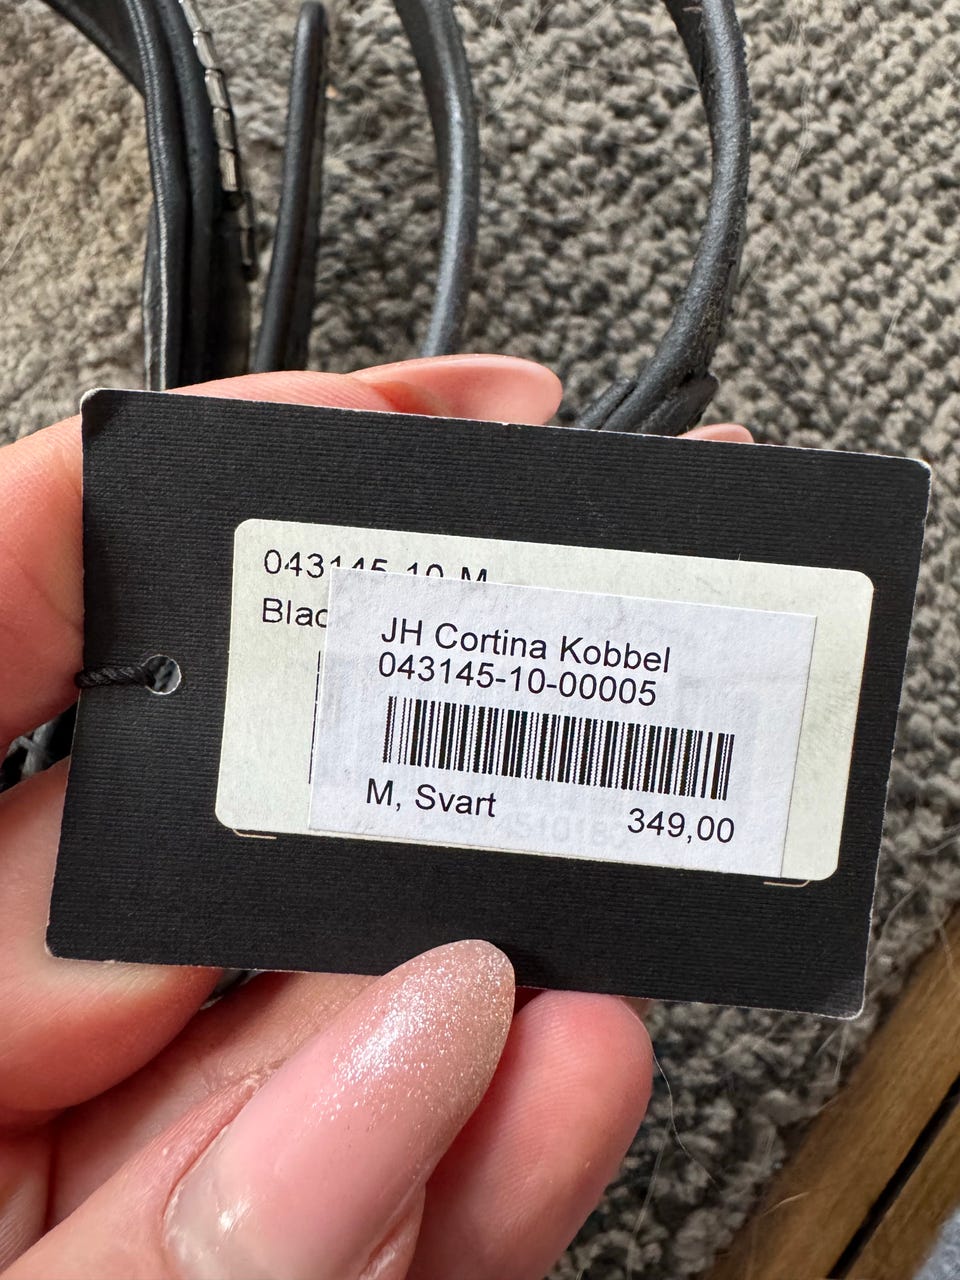 043145-10-M
Blac
JH Cortina Kobbel
043145-10-00005
M, Svart
349,00